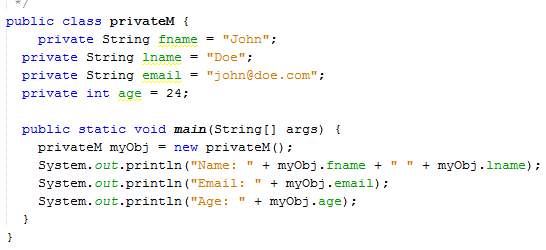 */
public class privateM {
    private String fname = "John";
  private String lname = "Doe";
  private String email = "john@doe.com";
  private int age = 24;

  public static void main(String[] args) {
    privateM myObj = new privateM();
    System.out.println("Name: " + myObj.fname + " " + myObj.lname);
    System.out.println("Email: " + myObj.email);
    System.out.println("Age: " + myObj.age);
  }
}